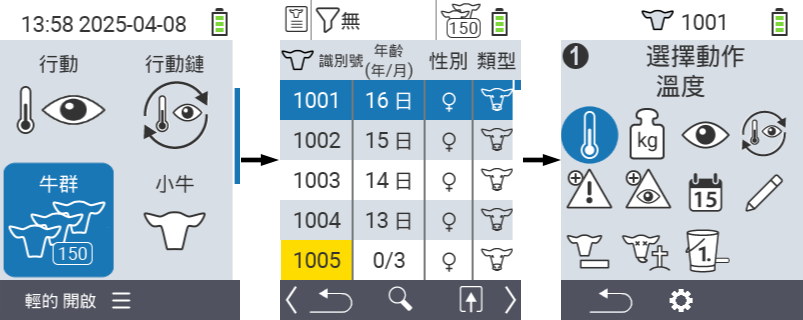 13:58 2025-04-08
行動
行動鏈
牛群
150
小牛
輕的 開啟
無
150
識別號
年齡
(年/月)
性別
類型
1001
16 日
♀
1002
15 日
♀
1003
14 日
♀
1004
13 日
♀
1005
0/3
♀
1001
1
選擇動作
溫度
kg
15
1.